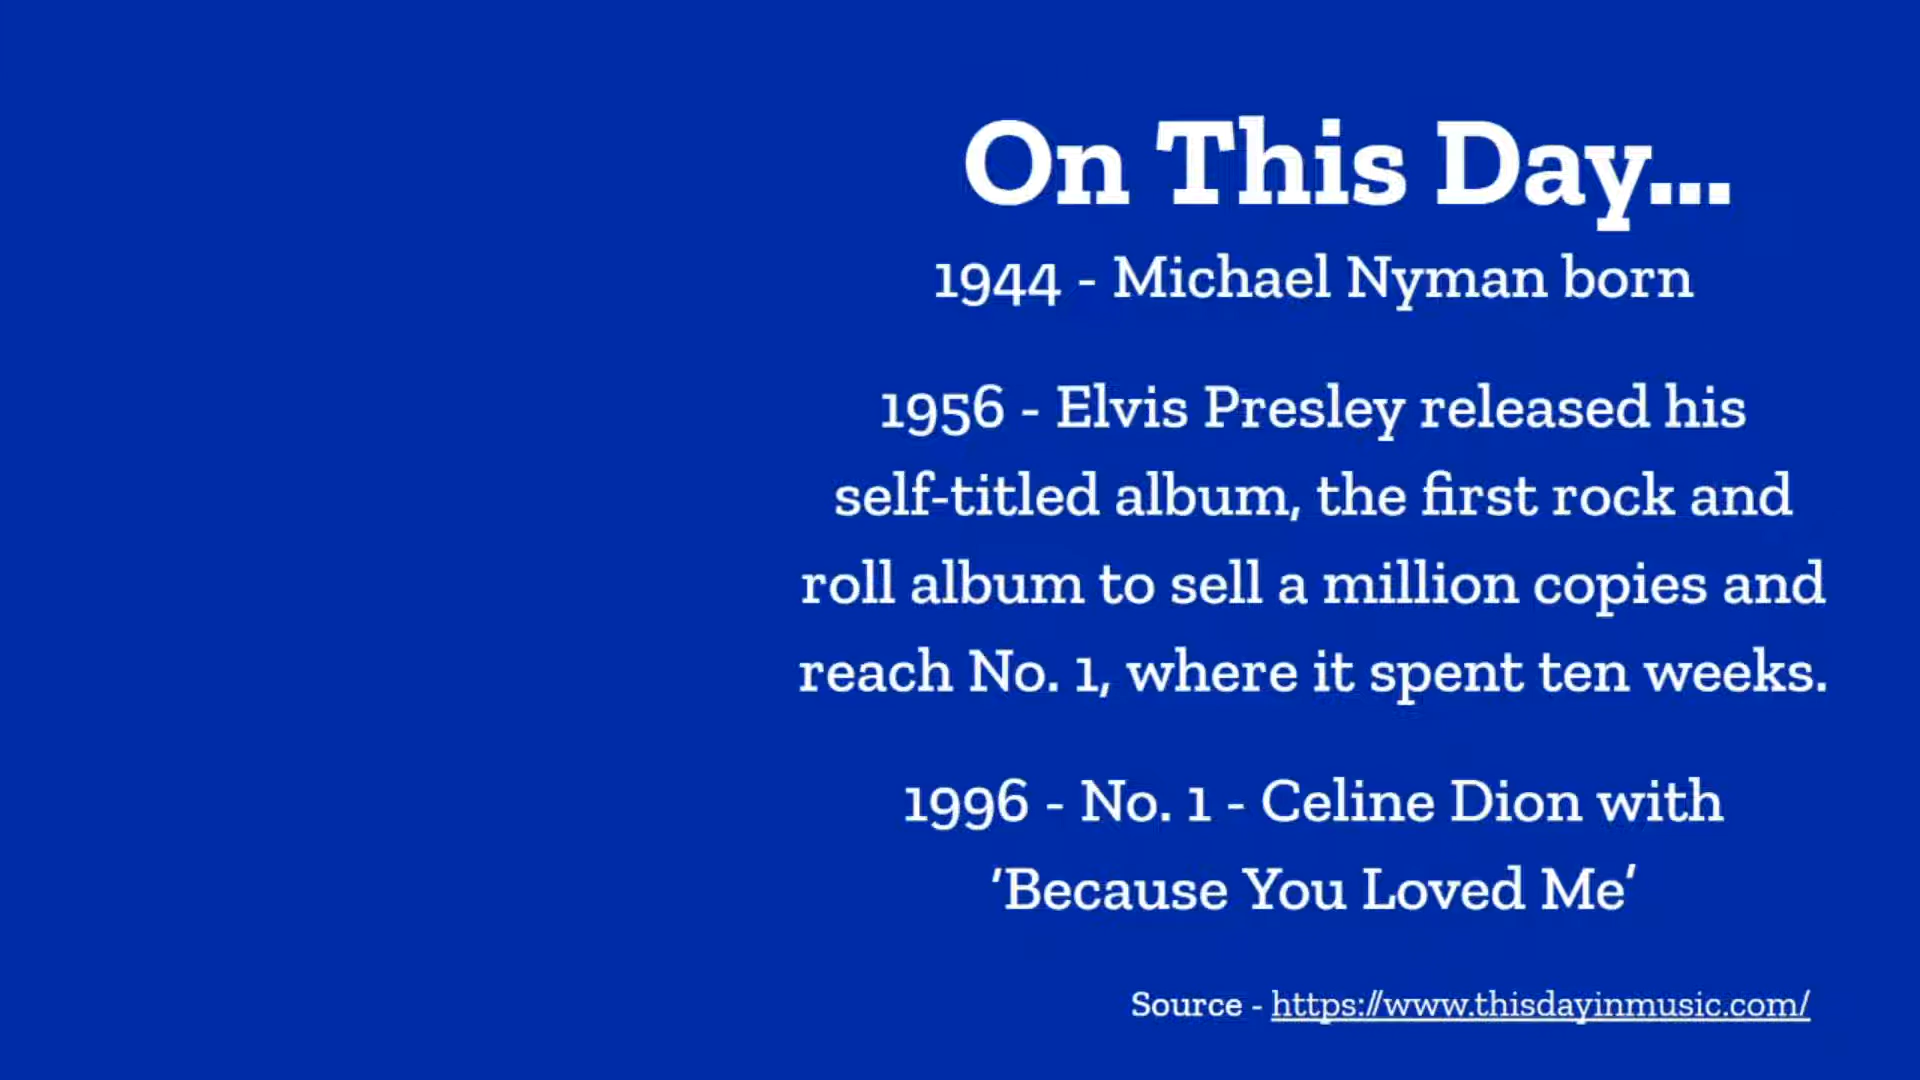 On This Day...
1944 - Michael Nyman born
1956 - Elvis Presley released his
self-titled album, the first rock and
roll album to sell a million copies and
reach No. 1, where it spent ten weeks.
1996 - No. 1 - Celine Dion with
‘Because You Loved Me’
Source - https://www.thisdayinmusic.com/